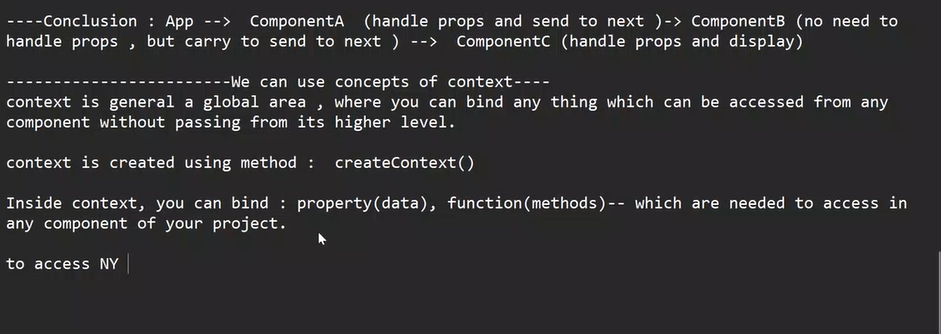 ----Conclusion : App -->  ComponentA  (handle props and send to next )-> ComponentB (no need to
handle props , but carry to send to next ) -->  ComponentC (handle props and display)
------------------------We can use concepts of context----
context is general a global area , where you can bind any thing which can be accessed from any
component without passing from its higher level.
context is created using method :  createContext()
Inside context, you can bind : property(data), function(methods)-- which are needed to access in
any component of your project.
to access NY